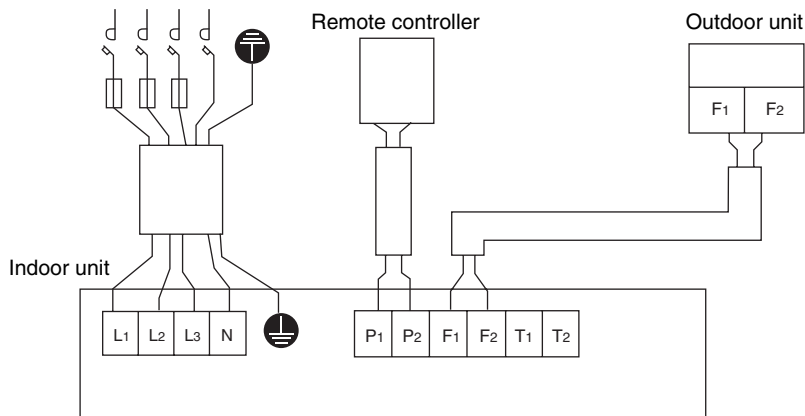 Remote controller
Outdoor unit
F1 F2
Indoor unit
L1 L2 L3 N
P1 P2 F1 F2 T1 T2